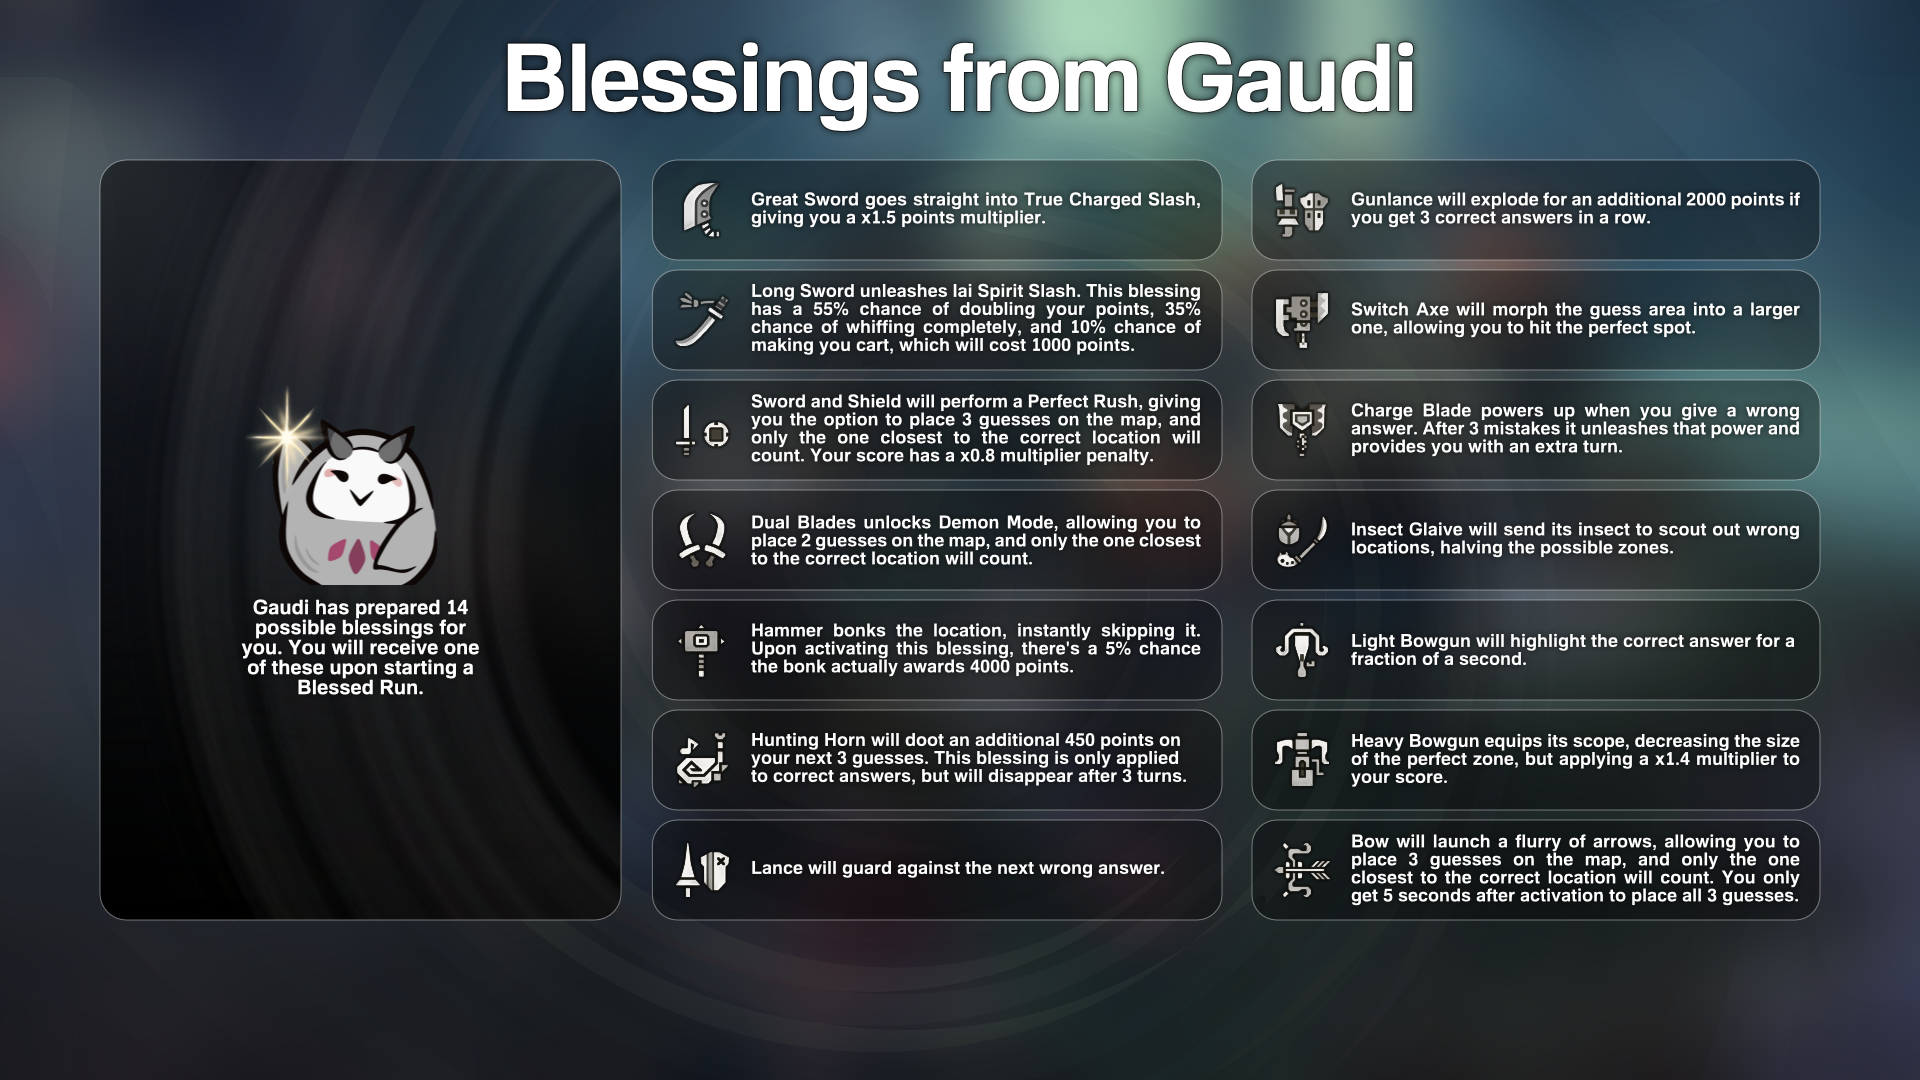 Blessings from Gaudi
Gaudi has prepared 14
possible blessings for
you. You will receive one
of these upon starting a
Blessed Run.
Great Sword goes straight into True Charged Slash,
giving you a x1.5 points multiplier.
Long Sword unleashes Iai Spirit Slash. This blessing
has a 55% chance of doubling your points, 35%
chance of whiffing completely, and 10% chance of
making you cart, which will cost 1000 points.
Sword and Shield will perform a Perfect Rush, giving
you the option to place 3 guesses on the map, and
only the one closest to the correct location will
count. Your score has a x0.8 multiplier penalty.
Dual Blades unlocks Demon Mode, allowing you to
place 2 guesses on the map, and only the one closest
to the correct location will count.
Hammer bonks the location, instantly skipping it.
Upon activating this blessing, there's a 5% chance
the bonk actually awards 4000 points.
Hunting Horn will doot an additional 450 points on
your next 3 guesses. This blessing is only applied
to correct answers, but will disappear after 3 turns.
Lance will guard against the next wrong answer.
Gunlance will explode for an additional 2000 points if
you get 3 correct answers in a row.
Switch Axe will morph the guess area into a larger
one, allowing you to hit the perfect spot.
Charge Blade powers up when you give a wrong
answer. After 3 mistakes it unleashes that power and
provides you with an extra turn.
Insect Glaive will send its insect to scout out wrong
locations, halving the possible zones.
Light Bowgun will highlight the correct answer for a
fraction of a second.
Heavy Bowgun equips its scope, decreasing the size
of the perfect zone, but applying a x1.4 multiplier to
your score.
Bow will launch a flurry of arrows, allowing you to
place 3 guesses on the map, and only the one
closest to the correct location will count. You only
get 5 seconds after activation to place all 3 guesses.